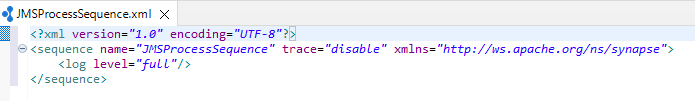 JMSProcessSequence.xml
<?xml version="1.0" encoding="UTF-8"?>
<sequence name="JMSProcessSequence" trace="disable" xmlns="http://ws.apache.org/ns/synapse">
<log level="full"/>
</sequence>